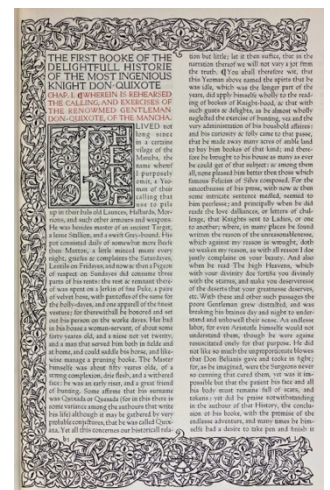 THE FIRST BOOKE OF THE
DELIGHTFULL HISTORIE
OF THE MOST INGENIOUS
KNIGHT DON-QUIXOTE
CHAP. I. ¶WHEREIN IS REHEARSED
THE CALLING, AND EXERCISES OF
THE RENOWMED GENTLEMAN
DON-QUIXOTE, OF THE MANCHA.
THERE LIVED not
long since
in a certaine
village of the
Mancha, the
name wherof
I purposely
omit, a Yeo-
man of their
calling that
use to pile
up in their hals old Launces, Halbards, Mor-
rions, and such other armours and weapons.
He was besides master of an ancient Target,
a leane Stallion, and a swift Grey-hound. His
pot consisted daily of somewhat more Beefe
then Mutton; a little minced meate every
night; griefes & complaints the Saturdayes,
Lentils on Fridayes, and now & then a Pigeon
of respect on Sundayes did consume three
parts of his rents: the rest & remnant there-
of was spent on a Jerkin of fine Puke, a paire
of velvet hose, with pantofles of the same for
the holly-dayes, and one apparell of the finest
vesture; for therewithall he honord and set
out his person on the worke dayes. Hee had
in his house a woman-servant, of about some
forty yeares old, and a niece not yet twenty,
and a man that served him both in fielde and
at home, and could saddle his horse, and like-
wise manage a pruning hooke. The Master
himselfe was about fifty yeares olde, of a
strong complexion, drie flesh, and a withered
face: he was an early riser, and a great friend
of hunting. Some affirme that his surname
was Quixada or Quesada (for in this there is
some variance among the authors that write
his life) although it may be gathered by very
probable conjectures, that he was called Quix-
ana. Yet all this concernes our historicall rela-
tion but little; let it then suffice, that in the
narration thereof we will not vary a jot from
the truth. ¶You shall therefore wit, that
this Yeoman above named the spirits that he
was idle, which was the longer part of the
yeare, did apply himselfe wholly to the read-
ing of bookes of Knight-hood, & that with
such gusts & delights, as he almost wholly
neglected the exercise of hunting, yea and the
very administration of his houshold affaires:
and his curiosity & folly came to that passe,
that he made away many acres of arable land
to buy him bookes of that kind; and there-
fore he brought to his house as many as ever
he could get of that subject: & among them
all, none pleased him better then those which
famous Felician of Silva composed. For the
smoothnesse of his prose, with now & then
some intricate sentence meilled, seemed to
him peerlesse; and principally when he did
reade the love dalliances, or letters of chal-
lenge, that Knights sent to Ladies, or one
to another; where, in many places he found
written the reason of the unreasonablenesse,
which against my reason is wrought, doth
so weaken my reason, as with all reason I doe
justly complaine on your beauty. And also
when he read The high Heavens, which
with your divinity doe fortifie you divinely
with the starres, and make you deserveresse
of the deserts that your greatnesse deserves,
etc. With these and other such passages the
poore Gentleman grew distracted, and was
breaking his braines day and night to under-
stand and unbowell their sense. An endlesse
labor, for even Aristotle himselfe would not
understand them, though he were againe
resuscitated onely for that purpose. He did
not like so much the unproportionate blowes
that Don Belianis gave and tooke in fight;
for, as he imagined, were the Surgeons never
so cunning that cured them, yet was it im-
possible but that the patient his face and all
his body must remaine full of scars, and
tokens; yet did he praise notwithstanding
in the authour of that History, the conclu-
sion of his booke, with the promise of the
endlesse adventure, and many times he him-
selfe had a desire to take pen and finish it